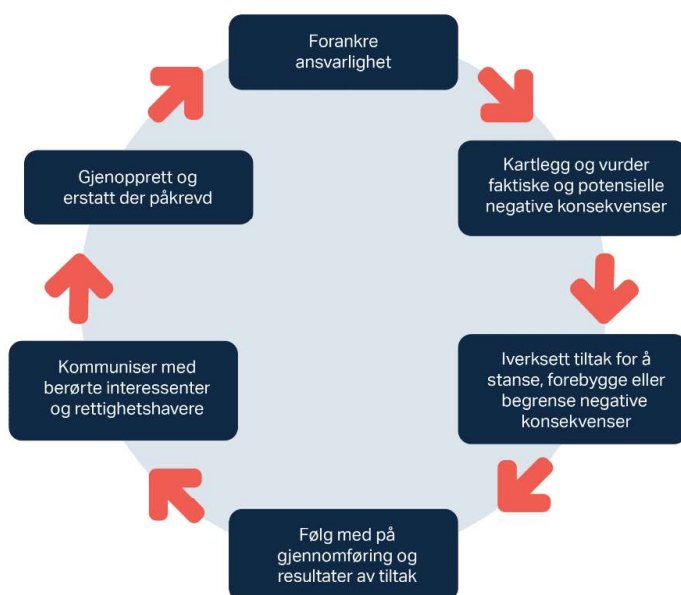 Forankre
ansvarlighet
Kartlegg og vurder
faktiske og potensielle
negative konsekvenser
Iverksett tiltak for å
stanse, forebygge eller
begrense negative
konsekvenser
Følg med på
gjennomføring og
resultater av tiltak
Kommuniser med
berørte interessenter
og rettighetshavere
Gjenopprett og
erstatt der påkrevd